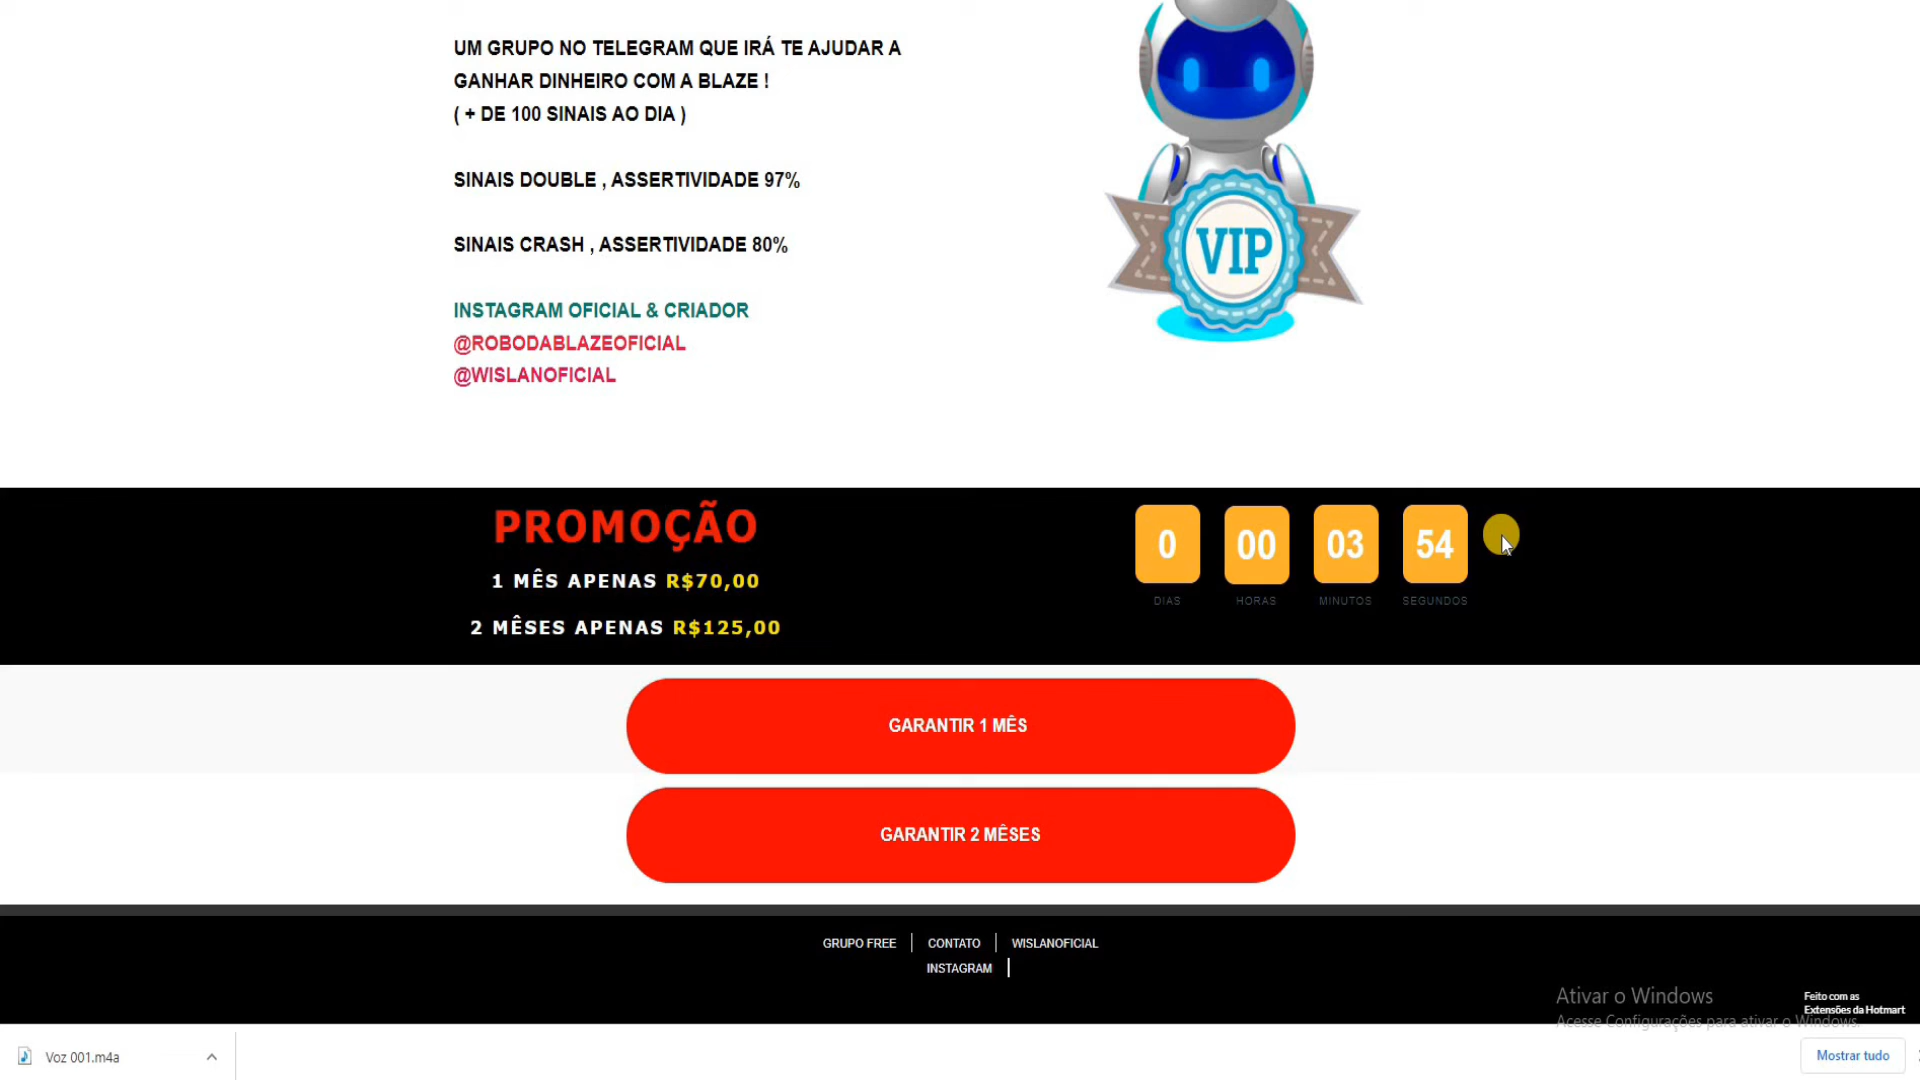 UM GRUPO NO TELEGRAM QUE IRÁ TE AJUDAR A
GANHAR DINHEIRO COM A BLAZE !
( + DE 100 SINAIS AO DIA )
SINAIS DOUBLE , ASSERTIVIDADE 97%
SINAIS CRASH , ASSERTIVIDADE 80%
INSTAGRAM OFICIAL & CRIADOR
@ROBODABLAZEOFICIAL
@WISLANOFICIAL
VIP
PROMOÇÃO
1 MÊS APENAS R$70,00
2 MÊSES APENAS R$125,00
0 00 03 54
DIAS HORAS MINUTOS SEGUNDOS
GARANTIR 1 MÊS
GARANTIR 2 MÊSES
GRUPO FREE CONTATO WISLANOFICIAL
INSTAGRAM
Ativar o Windows
Acesse Configurações para ativar o Windows.
Feito com as
Extensões da Hotmart
Voz 001.m4a
Mostrar tudo